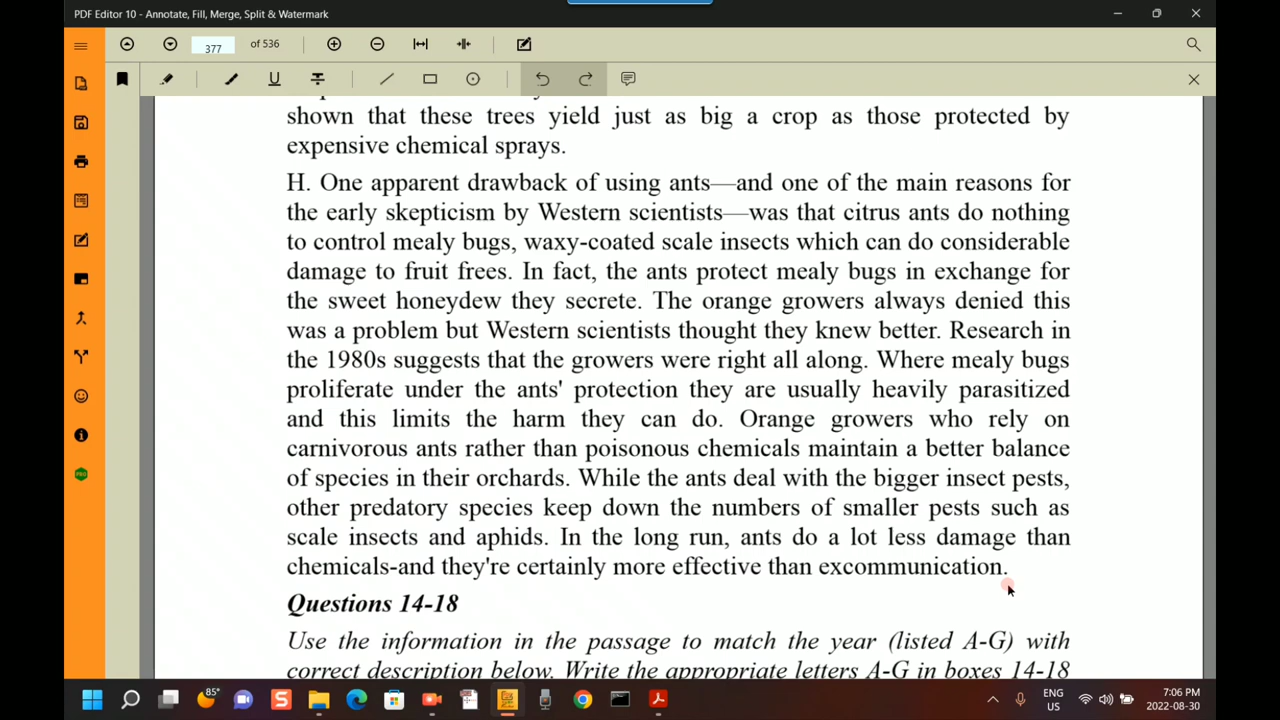 PDF Editor 10 - Annotate, Fill, Merge, Split & Watermark
377 of 536
shown that these trees yield just as big a crop as those protected by
expensive chemical sprays.
H. One apparent drawback of using ants—and one of the main reasons for
the early skepticism by Western scientists—was that citrus ants do nothing
to control mealy bugs, waxy-coated scale insects which can do considerable
damage to fruit frees. In fact, the ants protect mealy bugs in exchange for
the sweet honeydew they secrete. The orange growers always denied this
was a problem but Western scientists thought they knew better. Research in
the 1980s suggests that the growers were right all along. Where mealy bugs
proliferate under the ants' protection they are usually heavily parasitized
and this limits the harm they can do. Orange growers who rely on
carnivorous ants rather than poisonous chemicals maintain a better balance
of species in their orchards. While the ants deal with the bigger insect pests,
other predatory species keep down the numbers of smaller pests such as
scale insects and aphids. In the long run, ants do a lot less damage than
chemicals-and they're certainly more effective than excommunication.
Questions 14-18
Use the information in the passage to match the year (listed A-G) with
correct description below. Write the appropriate letters A-G in boxes 14-18
85°
ENG
US
7:06 PM
2022-08-30